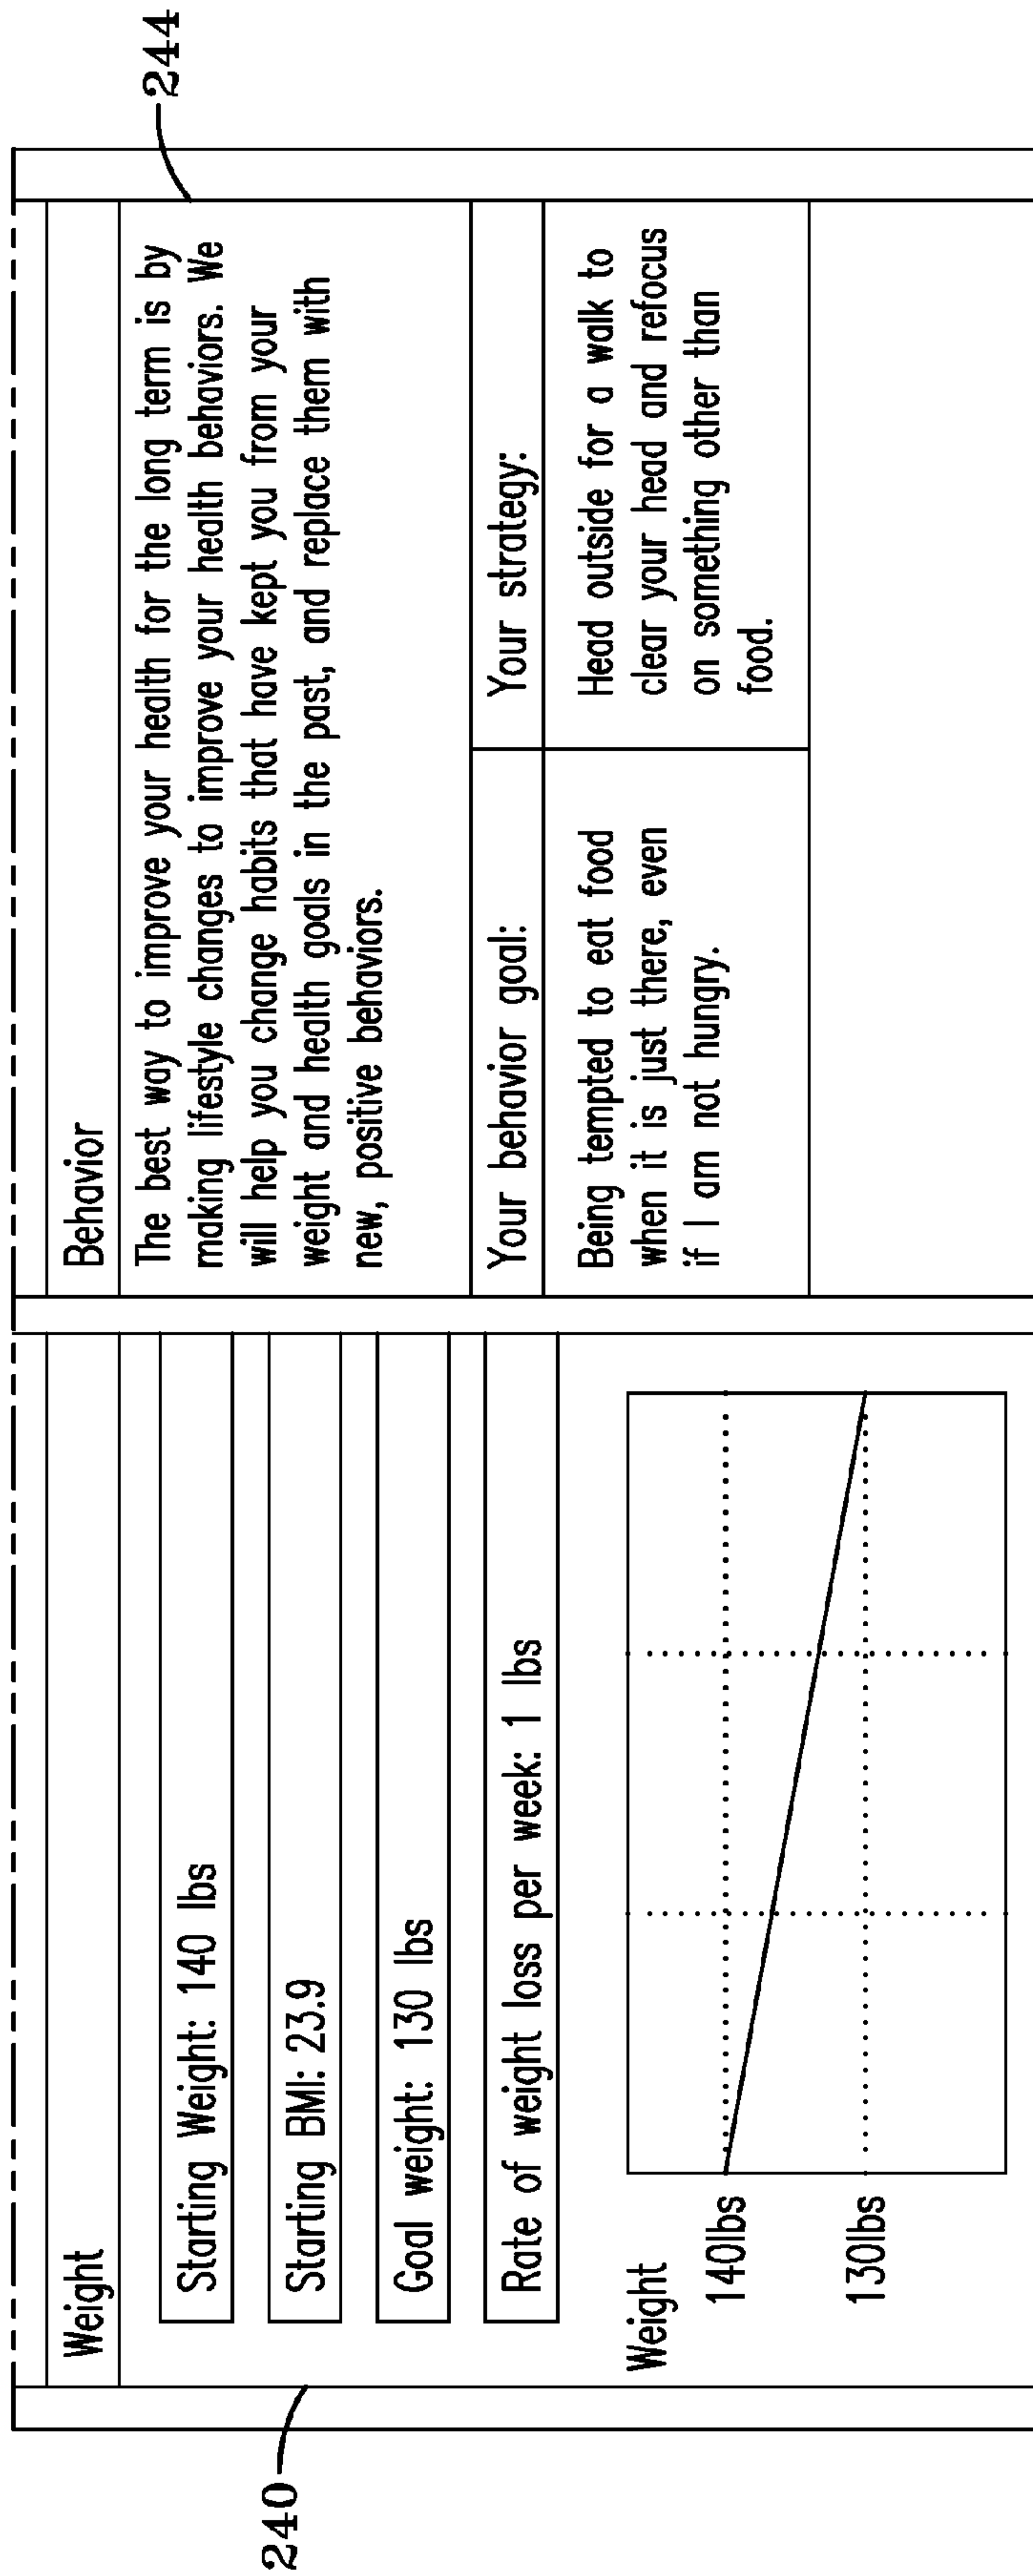 240
Weight
Starting Weight: 140 lbs
Starting BMI: 23.9
Goal weight: 130 lbs
Rate of weight loss per week: 1 lbs
Weight
140lbs
130lbs
244
Behavior
The best way to improve your health for the long term is by
making lifestyle changes to improve your health behaviors. We
will help you change habits that have kept you from your
weight and health goals in the past, and replace them with
new, positive behaviors.
Your behavior goal:
Being tempted to eat food
when it is just there, even
if I am not hungry.
Your strategy:
Head outside for a walk to
clear your head and refocus
on something other than
food.